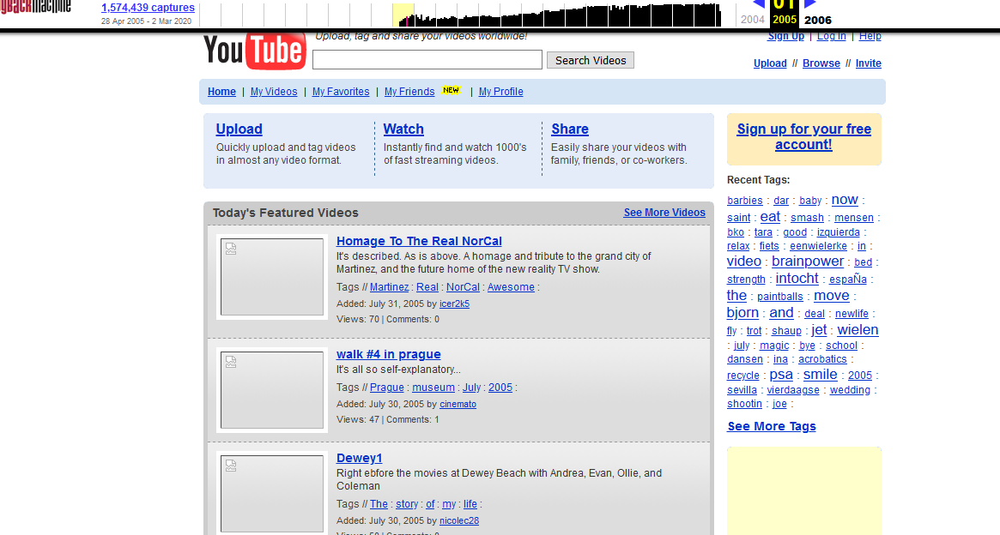 1,574,439 captures
28 Apr 2005 - 2 Mar 2020
01
2004 2005 2006
YouTube
Upload, tag and share your videos worldwide!
Sign Up | Log In | Help
Search Videos
Upload // Browse // Invite
Home | My Videos | My Favorites | My Friends NEW | My Profile
Upload
Quickly upload and tag videos
in almost any video format.
Watch
Instantly find and watch 1000's
of fast streaming videos.
Share
Easily share your videos with
family, friends, or co-workers.
Today's Featured Videos
See More Videos
Homage To The Real NorCal
It's described. As is above. A homage and tribute to the grand city of
Martinez, and the future home of the new reality TV show.
Tags // Martinez : Real : NorCal : Awesome :
Added: July 31, 2005 by icer2k5
Views: 70 | Comments: 0
walk #4 in prague
It's all so self-explanatory...
Tags // Prague : museum : July : 2005 :
Added: July 30, 2005 by cinemato
Views: 47 | Comments: 1
Dewey1
Right ebfore the movies at Dewey Beach with Andrea, Evan, Ollie, and
Coleman
Tags // The : story : of : my : life :
Added: July 30, 2005 by nicolec28
Sign up for your free
account!
Recent Tags:
barbies : dar : baby : now :
saint : eat : smash : mensen :
bko : tara : good : izquierda :
relax : fiets : eenwielerke : in :
video : brainpower : bed :
strength : intocht : espaÑa :
the : paintballs : move :
bjorn : and : deal : newlife :
fly : trot : shaup : jet : wielen
: july : magic : bye : school :
dansen : ina : acrobatics :
recycle : psa : smile : 2005 :
sevilla : vierdaagse : wedding :
shootin : joe :
See More Tags